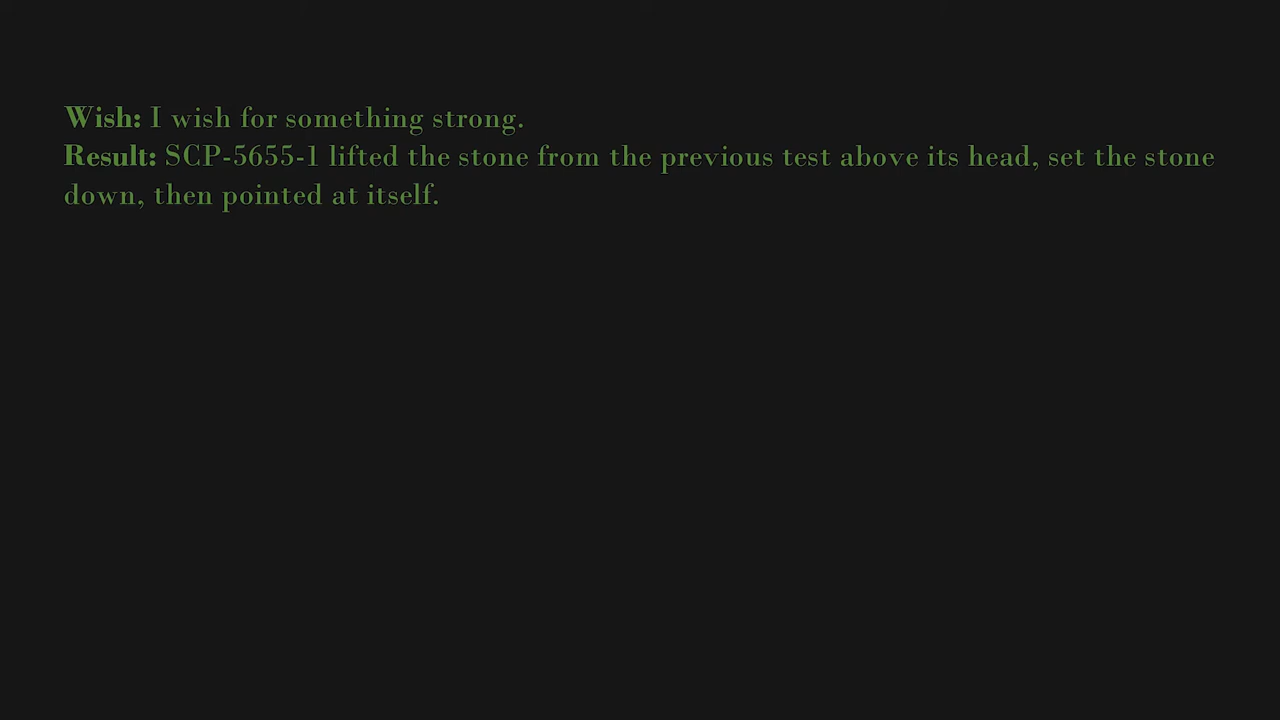 Wish: I wish for something strong.
Result: SCP-5655-1 lifted the stone from the previous test above its head, set the stone
down, then pointed at itself.